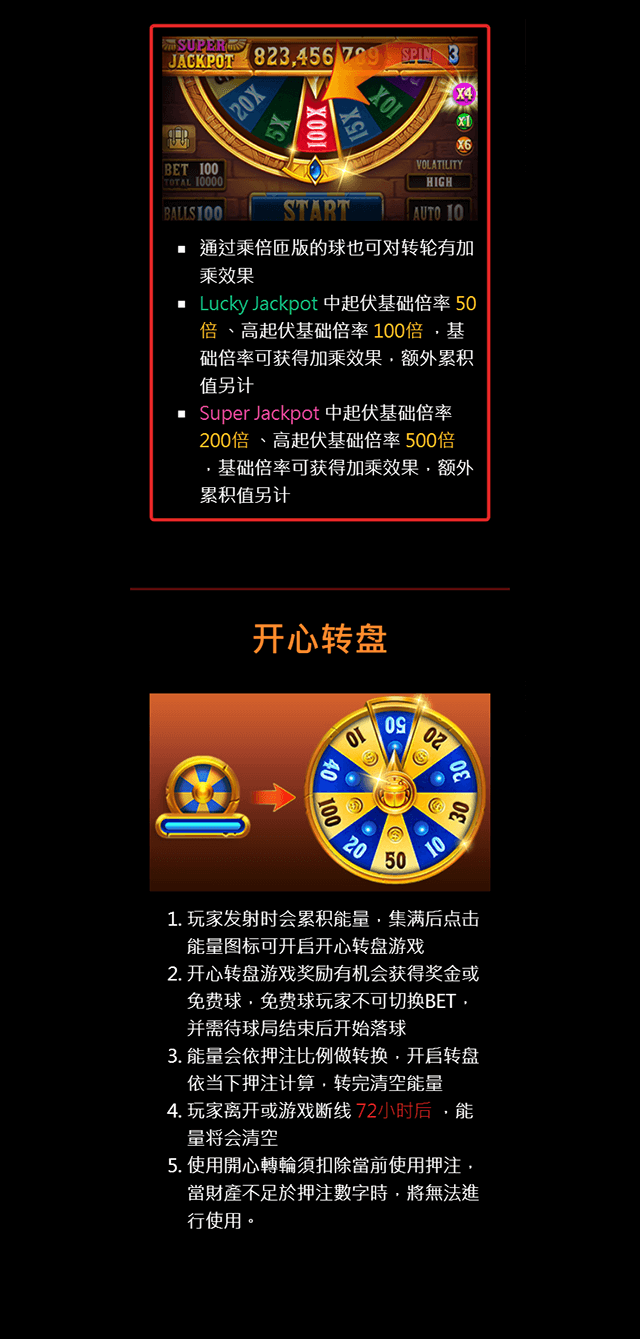 SUPER
JACKPOT
823,456,789
SPIN 3
20X
5X
100X
15X
10X
X4
X1
X6
BET 100
TOTAL 10000
VOLATILITY
HIGH
BALLS100
START
AUTO 10
■ 通过乘倍匝版的球也可对转轮有加
乘效果
■ Lucky Jackpot 中起伏基础倍率 50
倍 、高起伏基础倍率 100倍 ，基
础倍率可获得加乘效果，额外累积
值另计
■ Super Jackpot 中起伏基础倍率
200倍 、高起伏基础倍率 500倍
，基础倍率可获得加乘效果，额外
累积值另计
开心转盘
50
20
30
30
10
50
20
100
40
10
1. 玩家发射时会累积能量，集满后点击
能量图标可开启开心转盘游戏
2. 开心转盘游戏奖励有机会获得奖金或
免费球，免费球玩家不可切换BET，
并需待球局结束后开始落球
3. 能量会依押注比例做转换，开启转盘
依当下押注计算，转完清空能量
4. 玩家离开或游戏断线 72小时后 ，能
量将会清空
5. 使用開心轉輪須扣除當前使用押注，
當財產不足於押注數字時，將無法進
行使用。